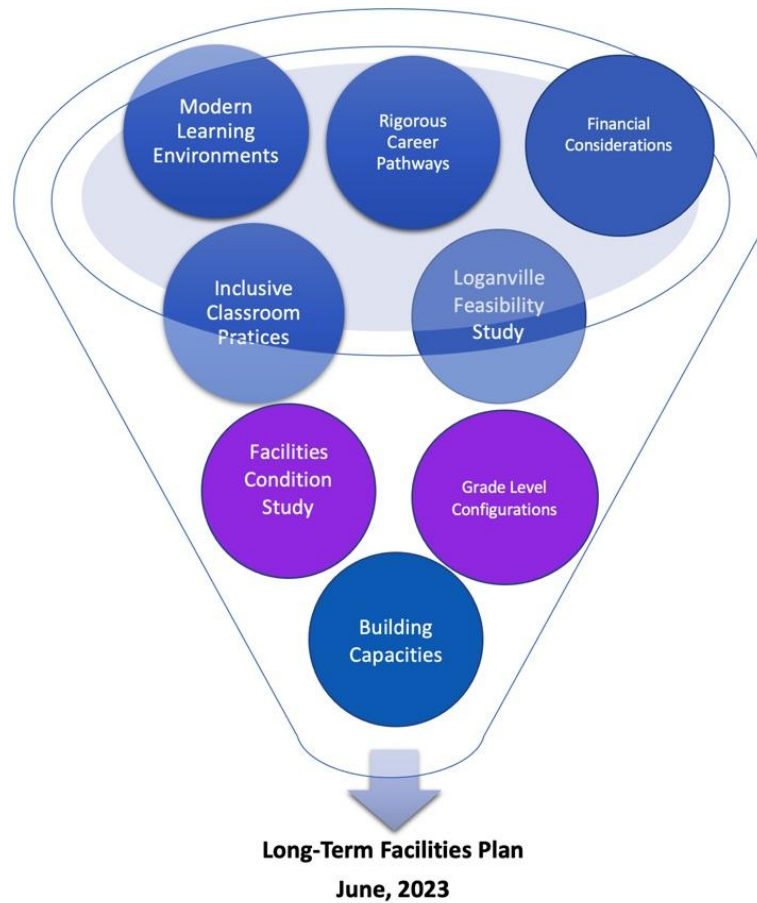 Modern
Learning
Environments
Rigorous
Career
Pathways
Financial
Considerations
Inclusive
Classroom
Pratices
Loganville
Feasibility
Study
Facilities
Condition
Study
Grade Level
Configurations
Building
Capacities
Long-Term Facilities Plan
June, 2023